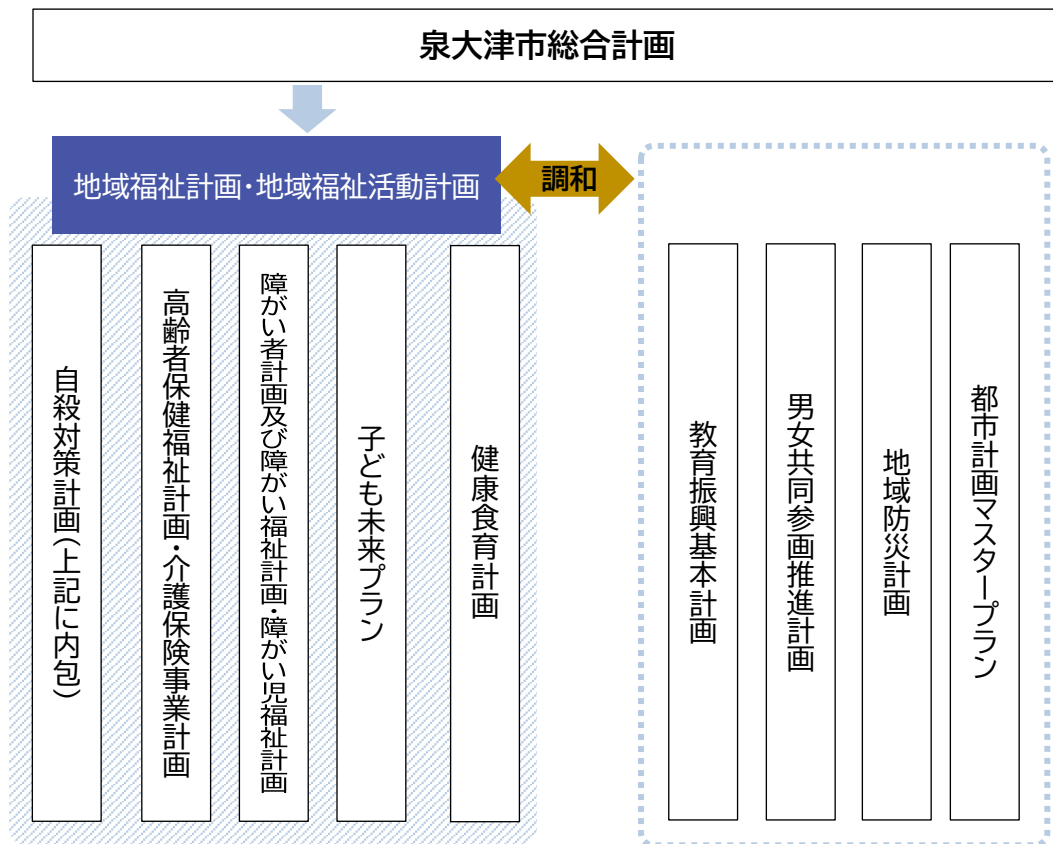 泉大津市総合計画
地域福祉計画・地域福祉活動計画
調和
自殺対策計画(上記に内包)
高齢者保健福祉計画・介護保険事業計画
障がい者計画及び障がい福祉計画・障がい児福祉計画
子ども未来プラン
健康食育計画
教育振興基本計画
男女共同参画推進計画
地域防災計画
都市計画マスタープラン